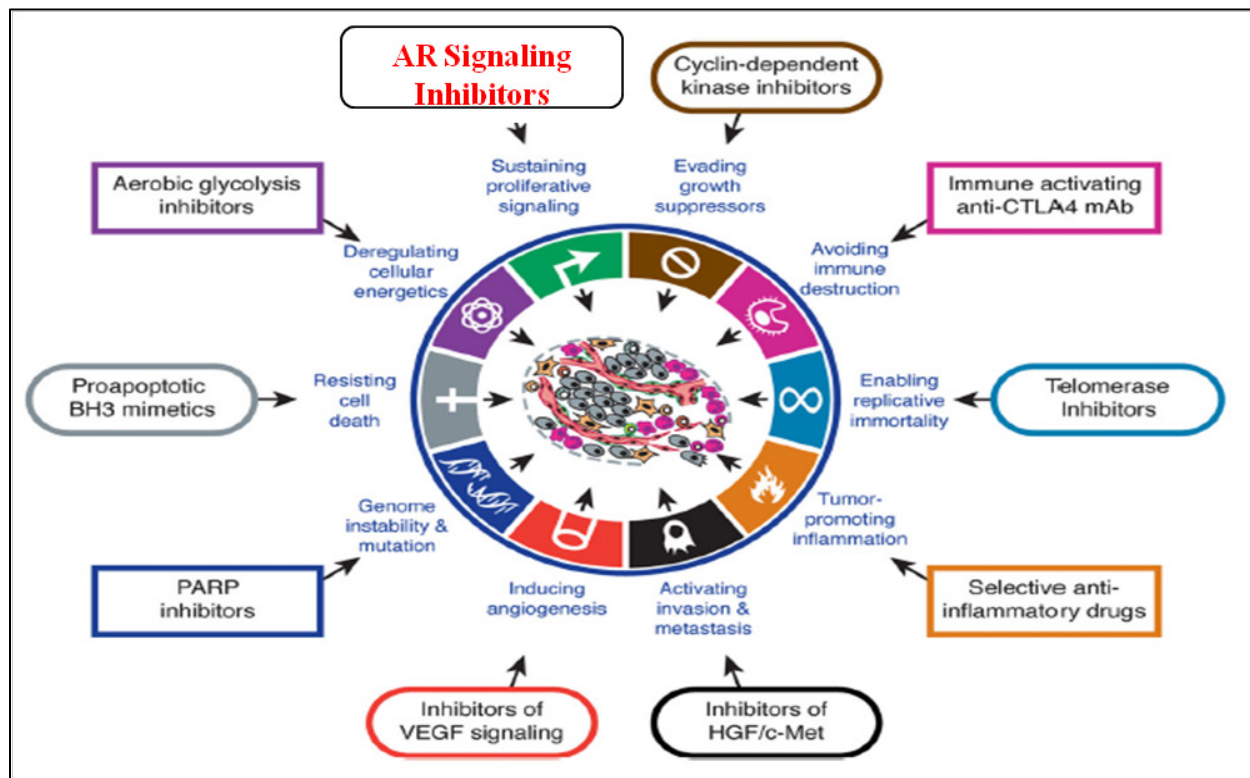 AR Signaling
Inhibitors
Cyclin-dependent
kinase inhibitors
Sustaining
proliferative
signaling
Evading
growth
suppressors
Aerobic glycolysis
inhibitors
Immune activating
anti-CTLA4 mAb
Deregulating
cellular
energetics
Avoiding
immune
destruction
Proapoptotic
BH3 mimetics
Resisting
cell
death
Enabling
replicative
immortality
Telomerase
Inhibitors
Genome
instability &
mutation
Tumor-
promoting
inflammation
PARP
inhibitors
Inducing
angiogenesis
Activating
invasion &
metastasis
Selective anti-
inflammatory drugs
Inhibitors of
VEGF signaling
Inhibitors of
HGF/c-Met